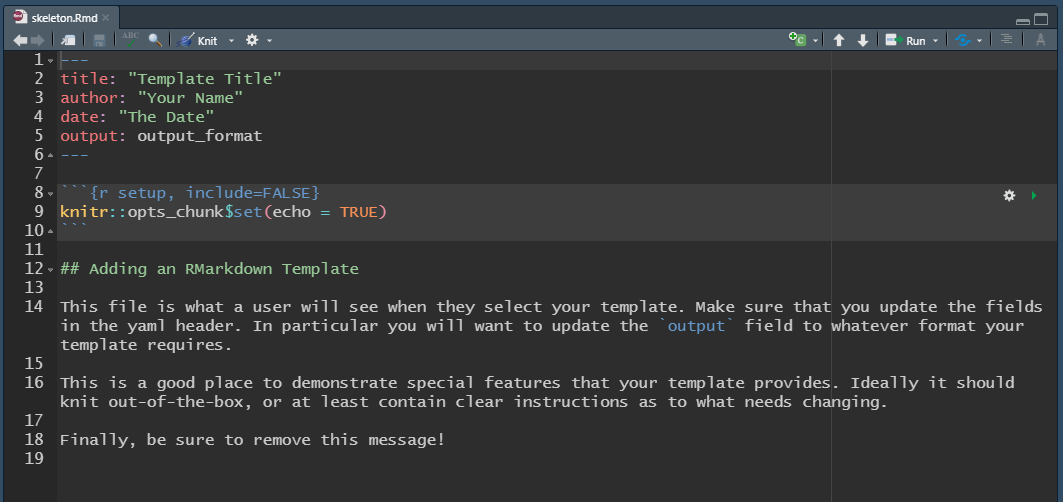 skeleton.Rmd
ABC
Knit
Run
1 ---
2 title: "Template Title"
3 author: "Your Name"
4 date: "The Date"
5 output: output_format
6 ---
7
8 ```{r setup, include=FALSE}
9 knitr::opts_chunk$set(echo = TRUE)
10 ```
11
12 ## Adding an RMarkdown Template
13
14 This file is what a user will see when they select your template. Make sure that you update the fields
in the yaml header. In particular you will want to update the `output` field to whatever format your
template requires.
15
16 This is a good place to demonstrate special features that your template provides. Ideally it should
knit out-of-the-box, or at least contain clear instructions as to what needs changing.
17
18 Finally, be sure to remove this message!
19